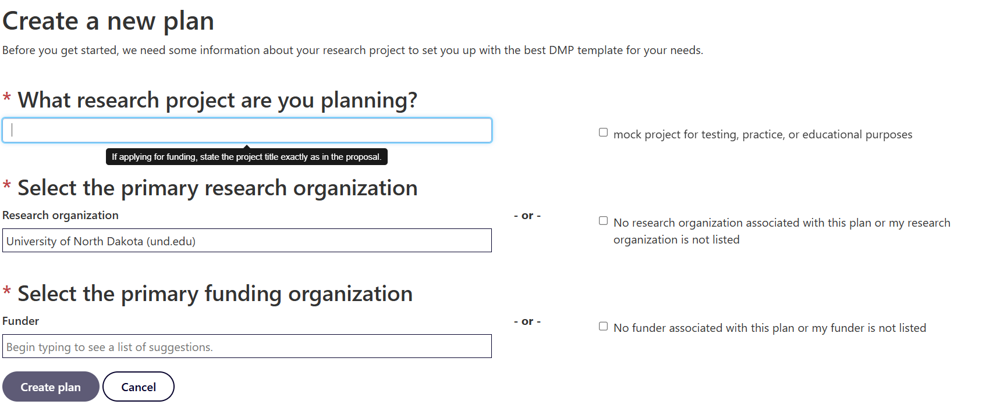 Create a new plan
Before you get started, we need some information about your research project to set you up with the best DMP template for your needs.
* What research project are you planning?
mock project for testing, practice, or educational purposes
If applying for funding, state the project title exactly as in the proposal.
* Select the primary research organization
Research organization
- or -
No research organization associated with this plan or my research
organization is not listed
University of North Dakota (und.edu)
* Select the primary funding organization
Funder
- or -
No funder associated with this plan or my funder is not listed
Begin typing to see a list of suggestions.
Create plan
Cancel